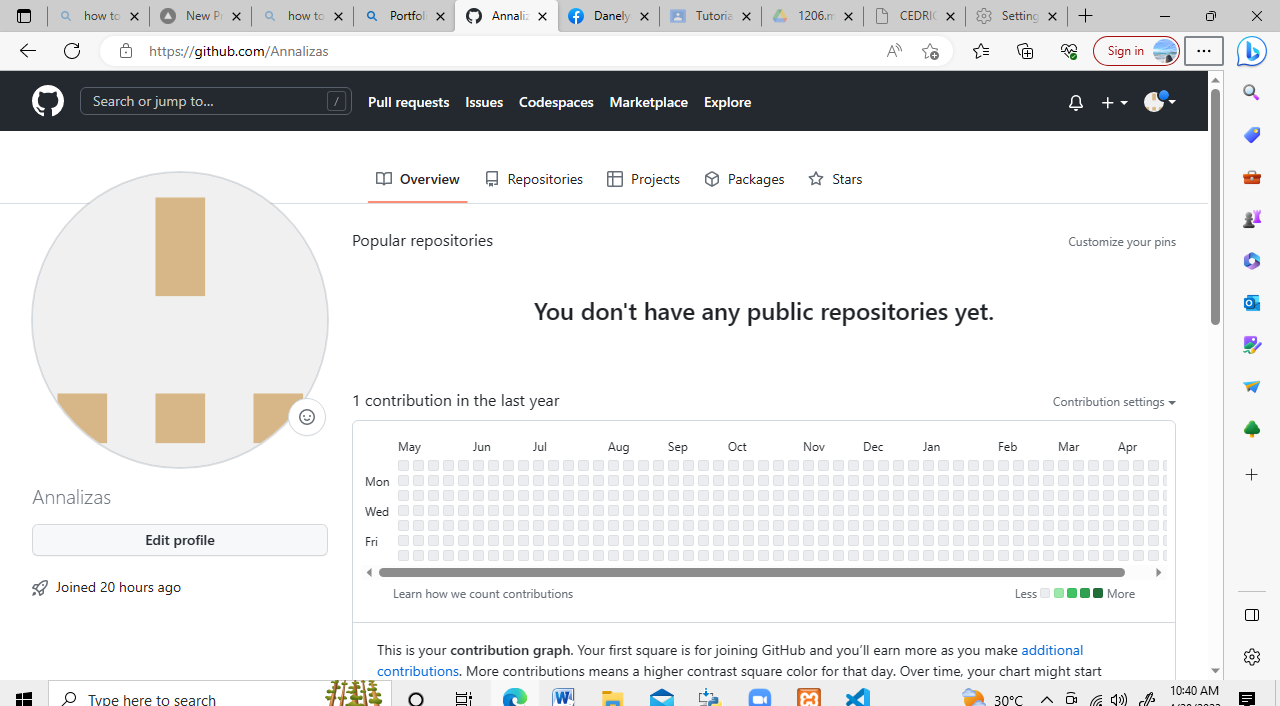 how to
New P
how to
Portfoli
Annaliz
Danely
Tutoria
1206.m
CEDRIC
Setting
https://github.com/Annalizas
Sign in
Search or jump to...
/
Pull requests
Issues
Codespaces
Marketplace
Explore
Overview
Repositories
Projects
Packages
Stars
Popular repositories
Customize your pins
You don't have any public repositories yet.
1 contribution in the last year
Contribution settings
May Jun Jul Aug Sep Oct Nov Dec Jan Feb Mar Apr
Mon
Wed
Fri
Learn how we count contributions
Less
More
Annalizas
Edit profile
Joined 20 hours ago
This is your contribution graph. Your first square is for joining GitHub and you'll earn more as you make additional
contributions. More contributions means a higher contrast square color for that day. Over time, your chart might start
Type here to search
30°C
10:40 AM